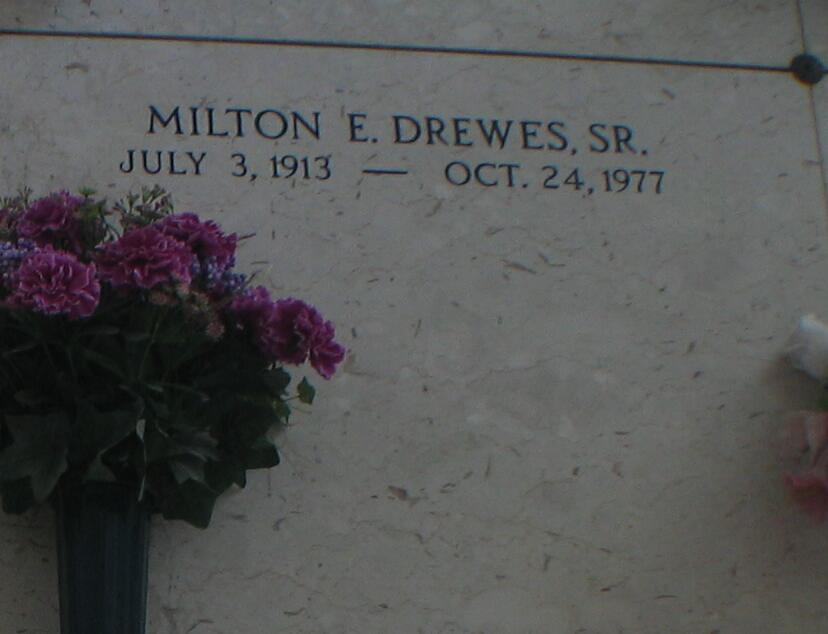 MILTON E. DREWES, SR.
JULY 3, 1913 — OCT. 24, 1977